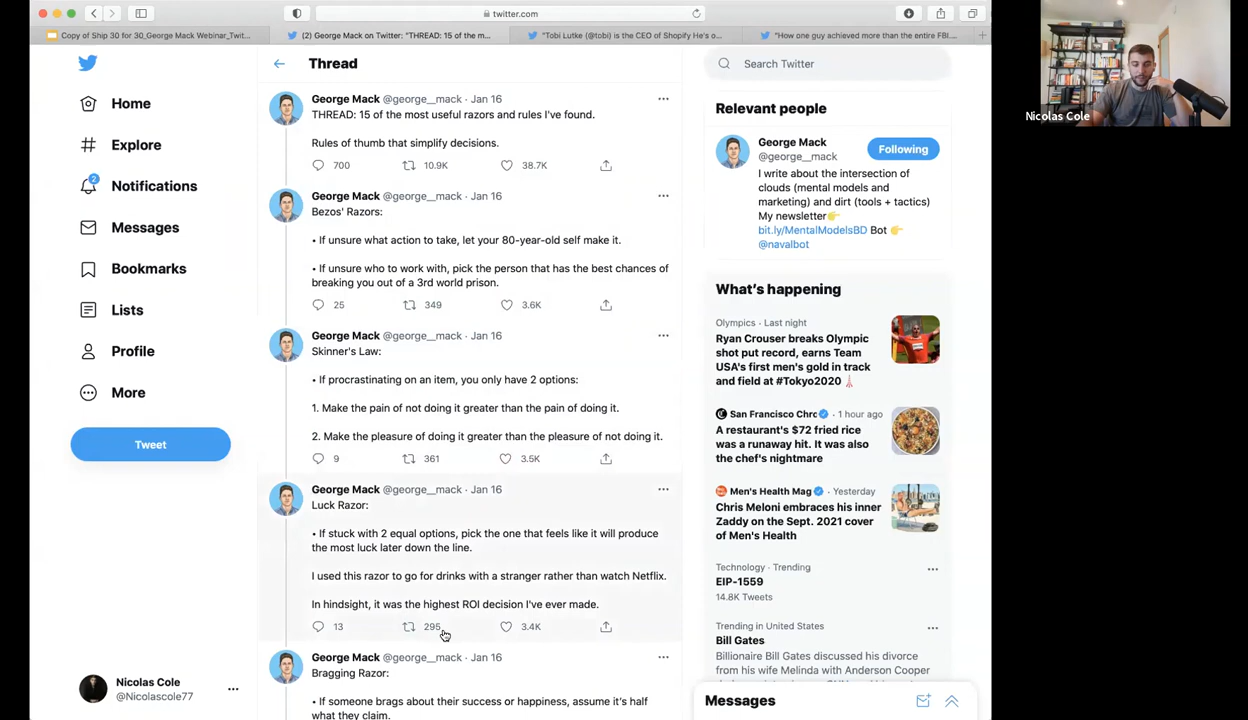 twitter.com
Copy of Ship 30 for 30_George Mack Webinar_Twit...
(2) George Mack on Twitter: "THREAD: 15 of the m...
"Tobi Lutke (@tobi) is the CEO of Shopify He's o...
"How one guy achieved more than the entire FBI...
Home
Explore
2
Notifications
Messages
Bookmarks
Lists
Profile
More
Tweet
Nicolas Cole
@Nicolascole77
Thread
George Mack @george__mack · Jan 16
THREAD: 15 of the most useful razors and rules I've found.
Rules of thumb that simplify decisions.
700 10.9K 38.7K
George Mack @george__mack · Jan 16
Bezos' Razors:
• If unsure what action to take, let your 80-year-old self make it.
• If unsure who to work with, pick the person that has the best chances of
breaking you out of a 3rd world prison.
25 349 3.6K
George Mack @george__mack · Jan 16
Skinner's Law:
• If procrastinating on an item, you only have 2 options:
1. Make the pain of not doing it greater than the pain of doing it.
2. Make the pleasure of doing it greater than the pleasure of not doing it.
9 361 3.5K
George Mack @george__mack · Jan 16
Luck Razor:
• If stuck with 2 equal options, pick the one that feels like it will produce
the most luck later down the line.
I used this razor to go for drinks with a stranger rather than watch Netflix.
In hindsight, it was the highest ROI decision I've ever made.
13 295 3.4K
George Mack @george__mack · Jan 16
Bragging Razor:
• If someone brags about their success or happiness, assume it's half
what they claim.
Search Twitter
Relevant people
George Mack
@george__mack
Following
I write about the intersection of
clouds (mental models and
marketing) and dirt (tools + tactics)
My newsletter👉
bit.ly/MentalModelsBD Bot 👉
@navalbot
What's happening
Olympics · Last night
Ryan Crouser breaks Olympic
shot put record, earns Team
USA's first men's gold in track
and field at #Tokyo2020
San Francisco Chrc · 1 hour ago
A restaurant's $72 fried rice
was a runaway hit. It was also
the chef's nightmare
Men's Health Mag · Yesterday
Chris Meloni embraces his inner
Zaddy on the Sept. 2021 cover
of Men's Health
Technology · Trending
EIP-1559
14.8K Tweets
Trending in United States
Bill Gates
Billionaire Bill Gates discussed his divorce
from his wife Melinda with Anderson Cooper
Messages
Nicolas Cole